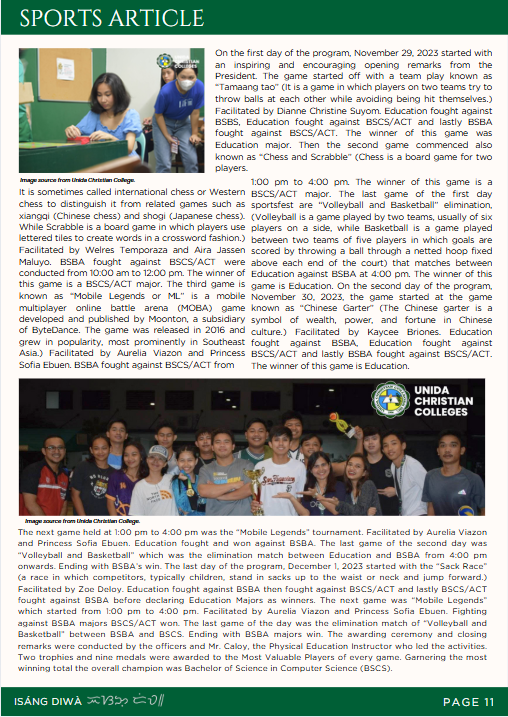 SPORTS ARTICLE
UNIDA
CHRISTIAN
COLLEGES
On the first day of the program, November 29, 2023 started with
an inspiring and encouraging opening remarks from the
President. The game started off with a team play known as
"Tamaang tao" (It is a game in which players on two teams try to
throw balls at each other while avoiding being hit themselves.)
Facilitated by Dianne Christine Suyom. Education fought against
BSBS, Education fought against BSCS/ACT and lastly BSBA
fought against BSCS/ACT. The winner of this game was
Education major. Then the second game commenced also
known as "Chess and Scrabble" (Chess is a board game for two
players.
Image source from Unida Christian College.
It is sometimes called international chess or Western
chess to distinguish it from related games such as
xiangqi (Chinese chess) and shogi (Japanese chess).
While Scrabble is a board game in which players use
lettered tiles to create words in a crossword fashion.)
Facilitated by Welres Temporaza and Aira Jassen
Maluyo. BSBA fought against BSCS/ACT were
conducted from 10:00 am to 12:00 pm. The winner of
this game is a BSCS/ACT major. The third game is
known as "Mobile Legends or ML" is a mobile
multiplayer online battle arena (MOBA) game
developed and published by Moonton, a subsidiary
of ByteDance. The game was released in 2016 and
grew in popularity, most prominently in Southeast
Asia.) Facilitated by Aurelia Viazon and Princess
Sofia Ebuen. BSBA fought against BSCS/ACT from
1:00 pm to 4:00 pm. The winner of this game is a
BSCS/ACT major. The last game of the first day
sportsfest are "Volleyball and Basketball" elimination,
(Volleyball is a game played by two teams, usually of six
players on a side, while Basketball is a game played
between two teams of five players in which goals are
scored by throwing a ball through a netted hoop fixed
above each end of the court) that matches between
Education against BSBA at 4:00 pm. The winner of this
game is Education. On the second day of the program,
November 30, 2023, the game started at the game
known as "Chinese Garter" (The Chinese garter is a
symbol of wealth, power, and fortune in Chinese
culture.) Facilitated by Kaycee Briones. Education
fought against BSBA, Education fought against
BSCS/ACT and lastly BSBA fought against BSCS/ACT.
The winner of this game is Education.
UNIDA
CHRISTIAN
COLLEGES
Image source from Unida Christian College.
The next game held at 1:00 pm to 4:00 pm was the "Mobile Legends" tournament. Facilitated by Aurelia Viazon
and Princess Sofia Ebuen. Education fought and won against BSBA. The last game of the second day was
"Volleyball and Basketball" which was the elimination match between Education and BSBA from 4:00 pm
onwards. Ending with BSBA's win. The last day of the program, December 1, 2023 started with the "Sack Race"
(a race in which competitors, typically children, stand in sacks up to the waist or neck and jump forward.)
Facilitated by Zoe Deloy. Education fought against BSBA then fought against BSCS/ACT and lastly BSCS/ACT
fought against BSBA before declaring Education Majors as winners. The next game was "Mobile Legends"
which started from 1:00 pm to 4:00 pm. Facilitated by Aurelia Viazon and Princess Sofia Ebuen. Fighting
against BSBA majors BSCS/ACT won. The last game of the day was the elimination match of "Volleyball and
Basketball" between BSBA and BSCS. Ending with BSBA majors win. The awarding ceremony and closing
remarks were conducted by the officers and Mr. Caloy, the Physical Education Instructor who led the activities.
Two trophies and nine medals were awarded to the Most Valuable Players of every game. Garnering the most
winning total the overall champion was Bachelor of Science in Computer Science (BSCS).
ISÁNG DIWÀ
PAGE 11